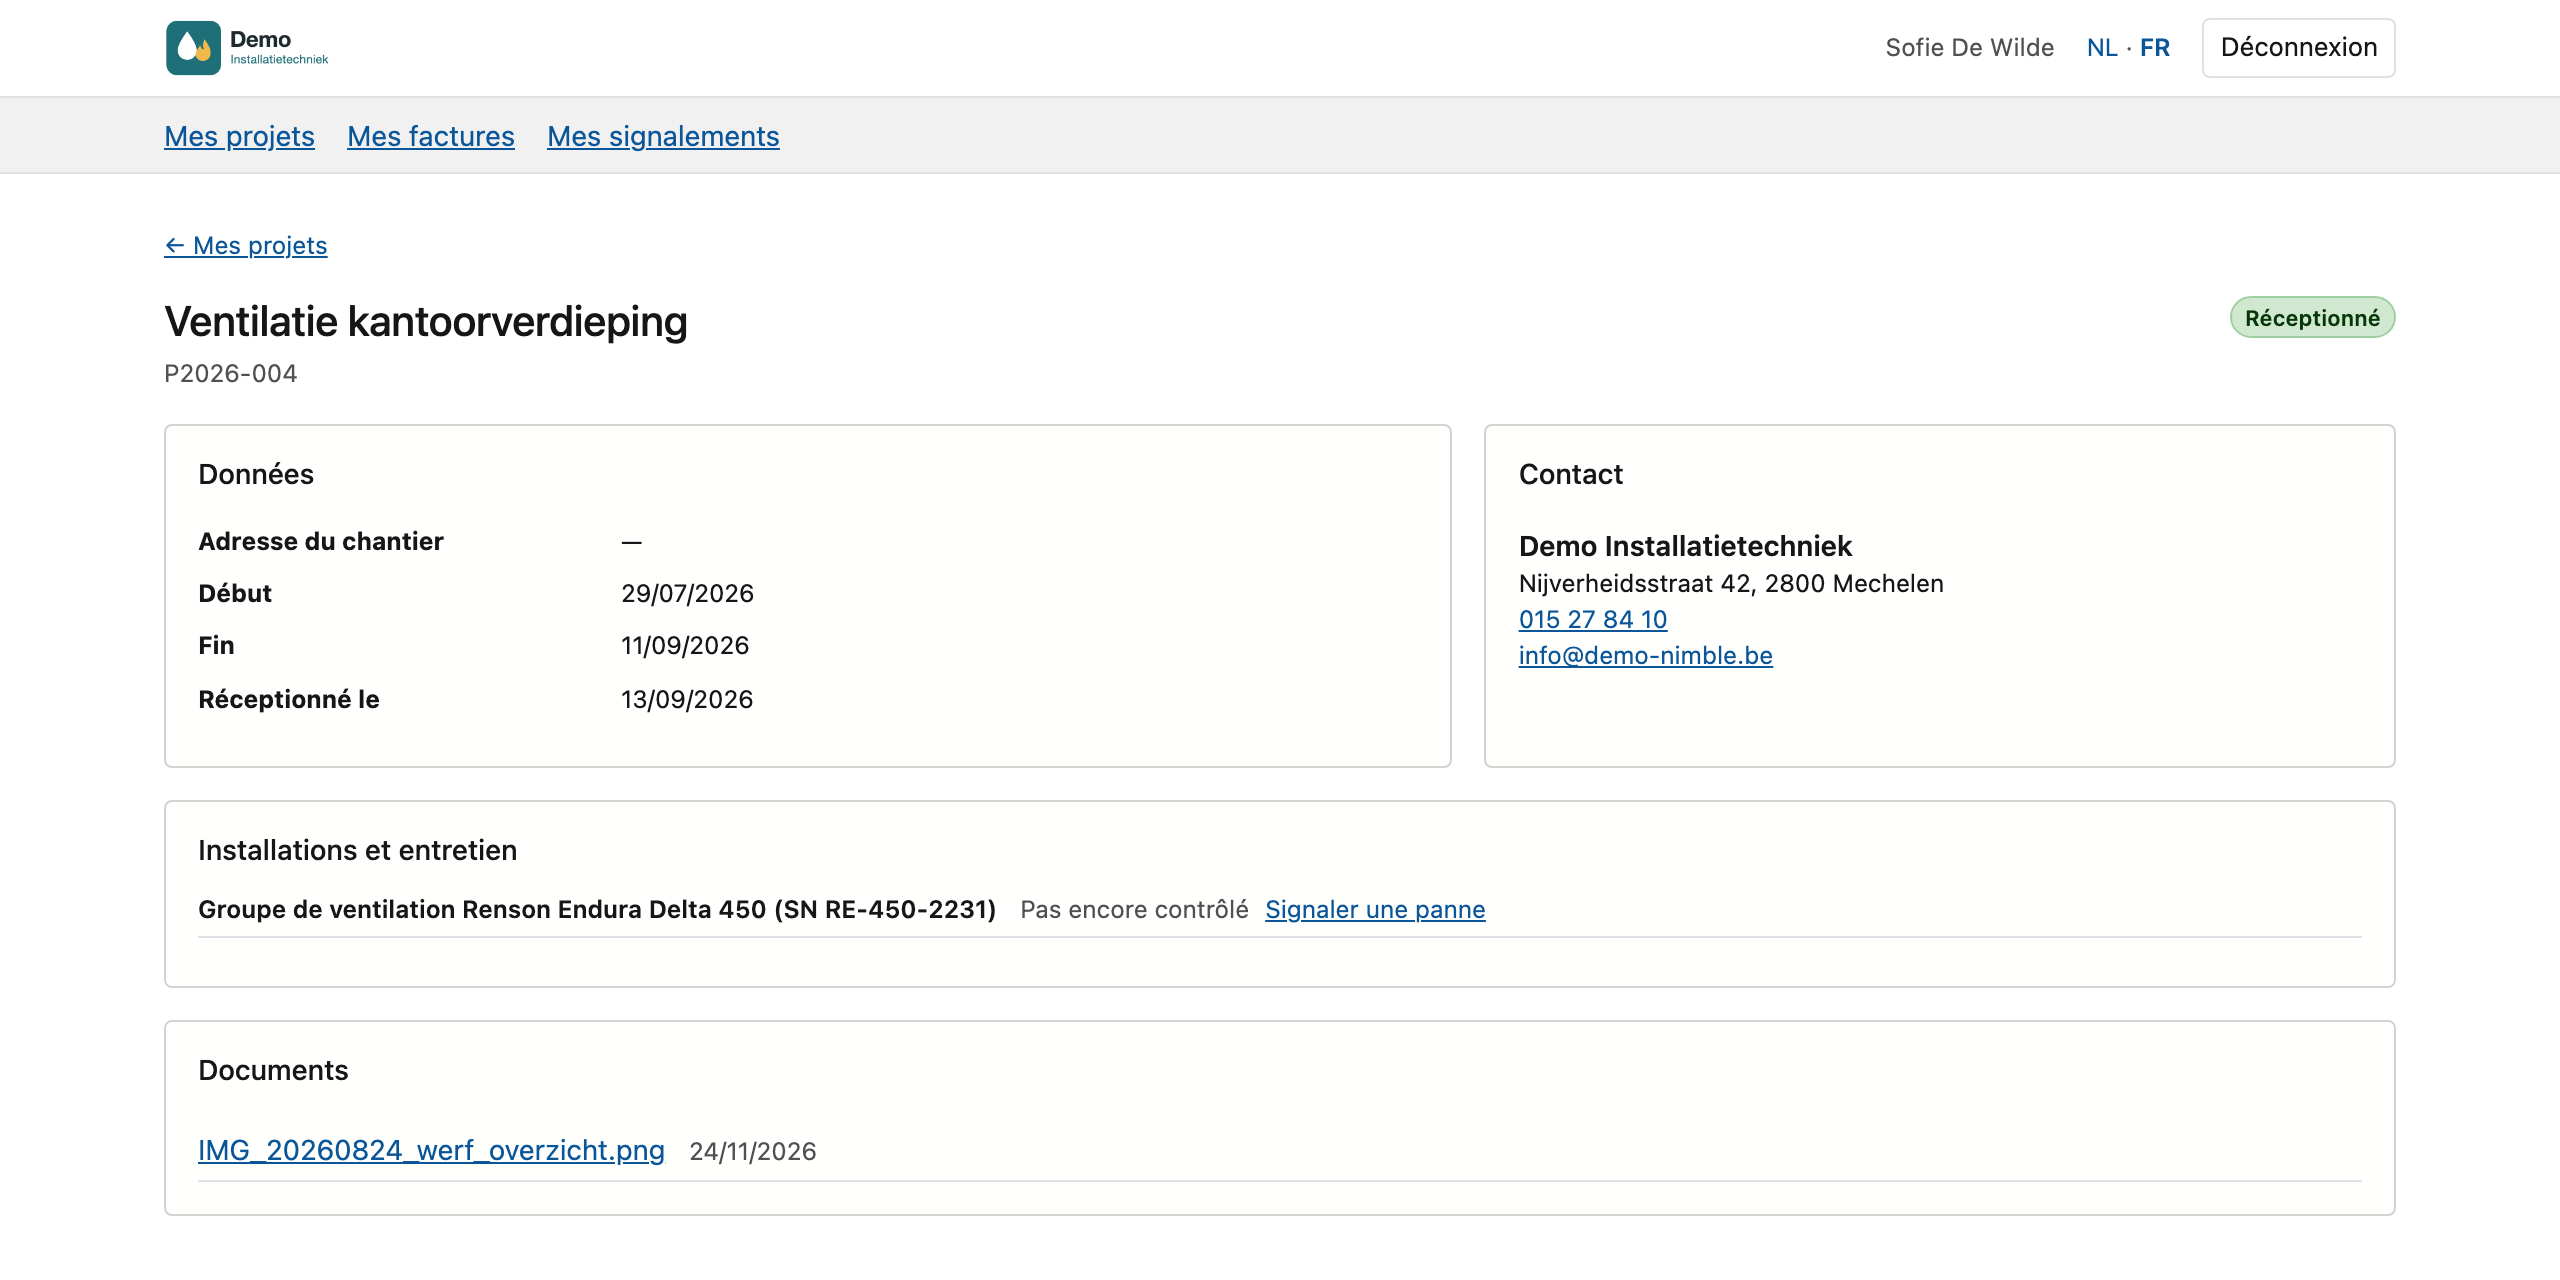 Demo
Installatietechniek
Sofie De Wilde NL · FR Déconnexion
Mes projets Mes factures Mes signalements
← Mes projets
Ventilatie kantoorverdieping
Réceptionné
P2026-004
Données
Adresse du chantier —
Début 29/07/2026
Fin 11/09/2026
Réceptionné le 13/09/2026
Contact
Demo Installatietechniek
Nijverheidsstraat 42, 2800 Mechelen
015 27 84 10
info@demo-nimble.be
Installations et entretien
Groupe de ventilation Renson Endura Delta 450 (SN RE-450-2231) Pas encore contrôlé Signaler une panne
Documents
IMG_20260824_werf_overzicht.png 24/11/2026